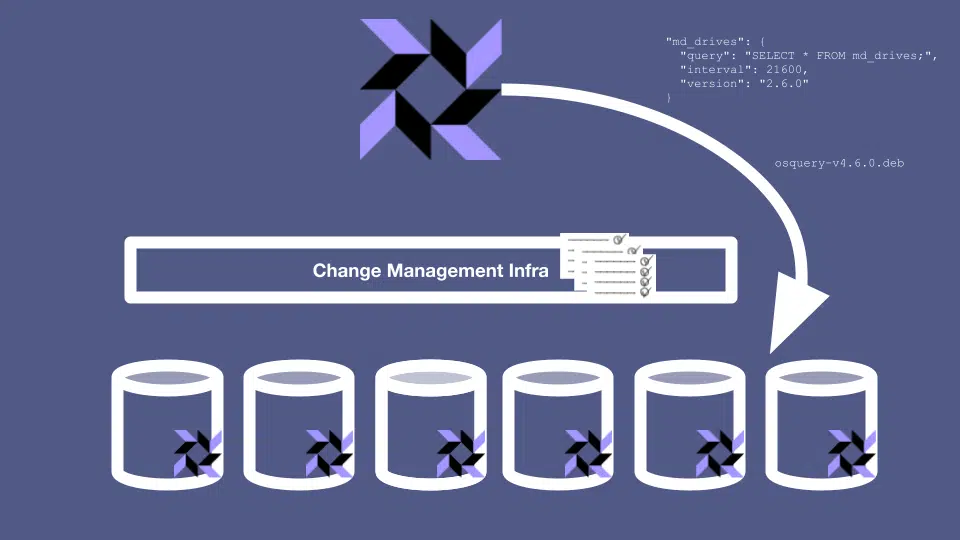 "md_drives": {
"query": "SELECT * FROM md_drives;",
"interval": 21600,
"version": "2.6.0"
}
osquery-v4.6.0.deb
Change Management Infra